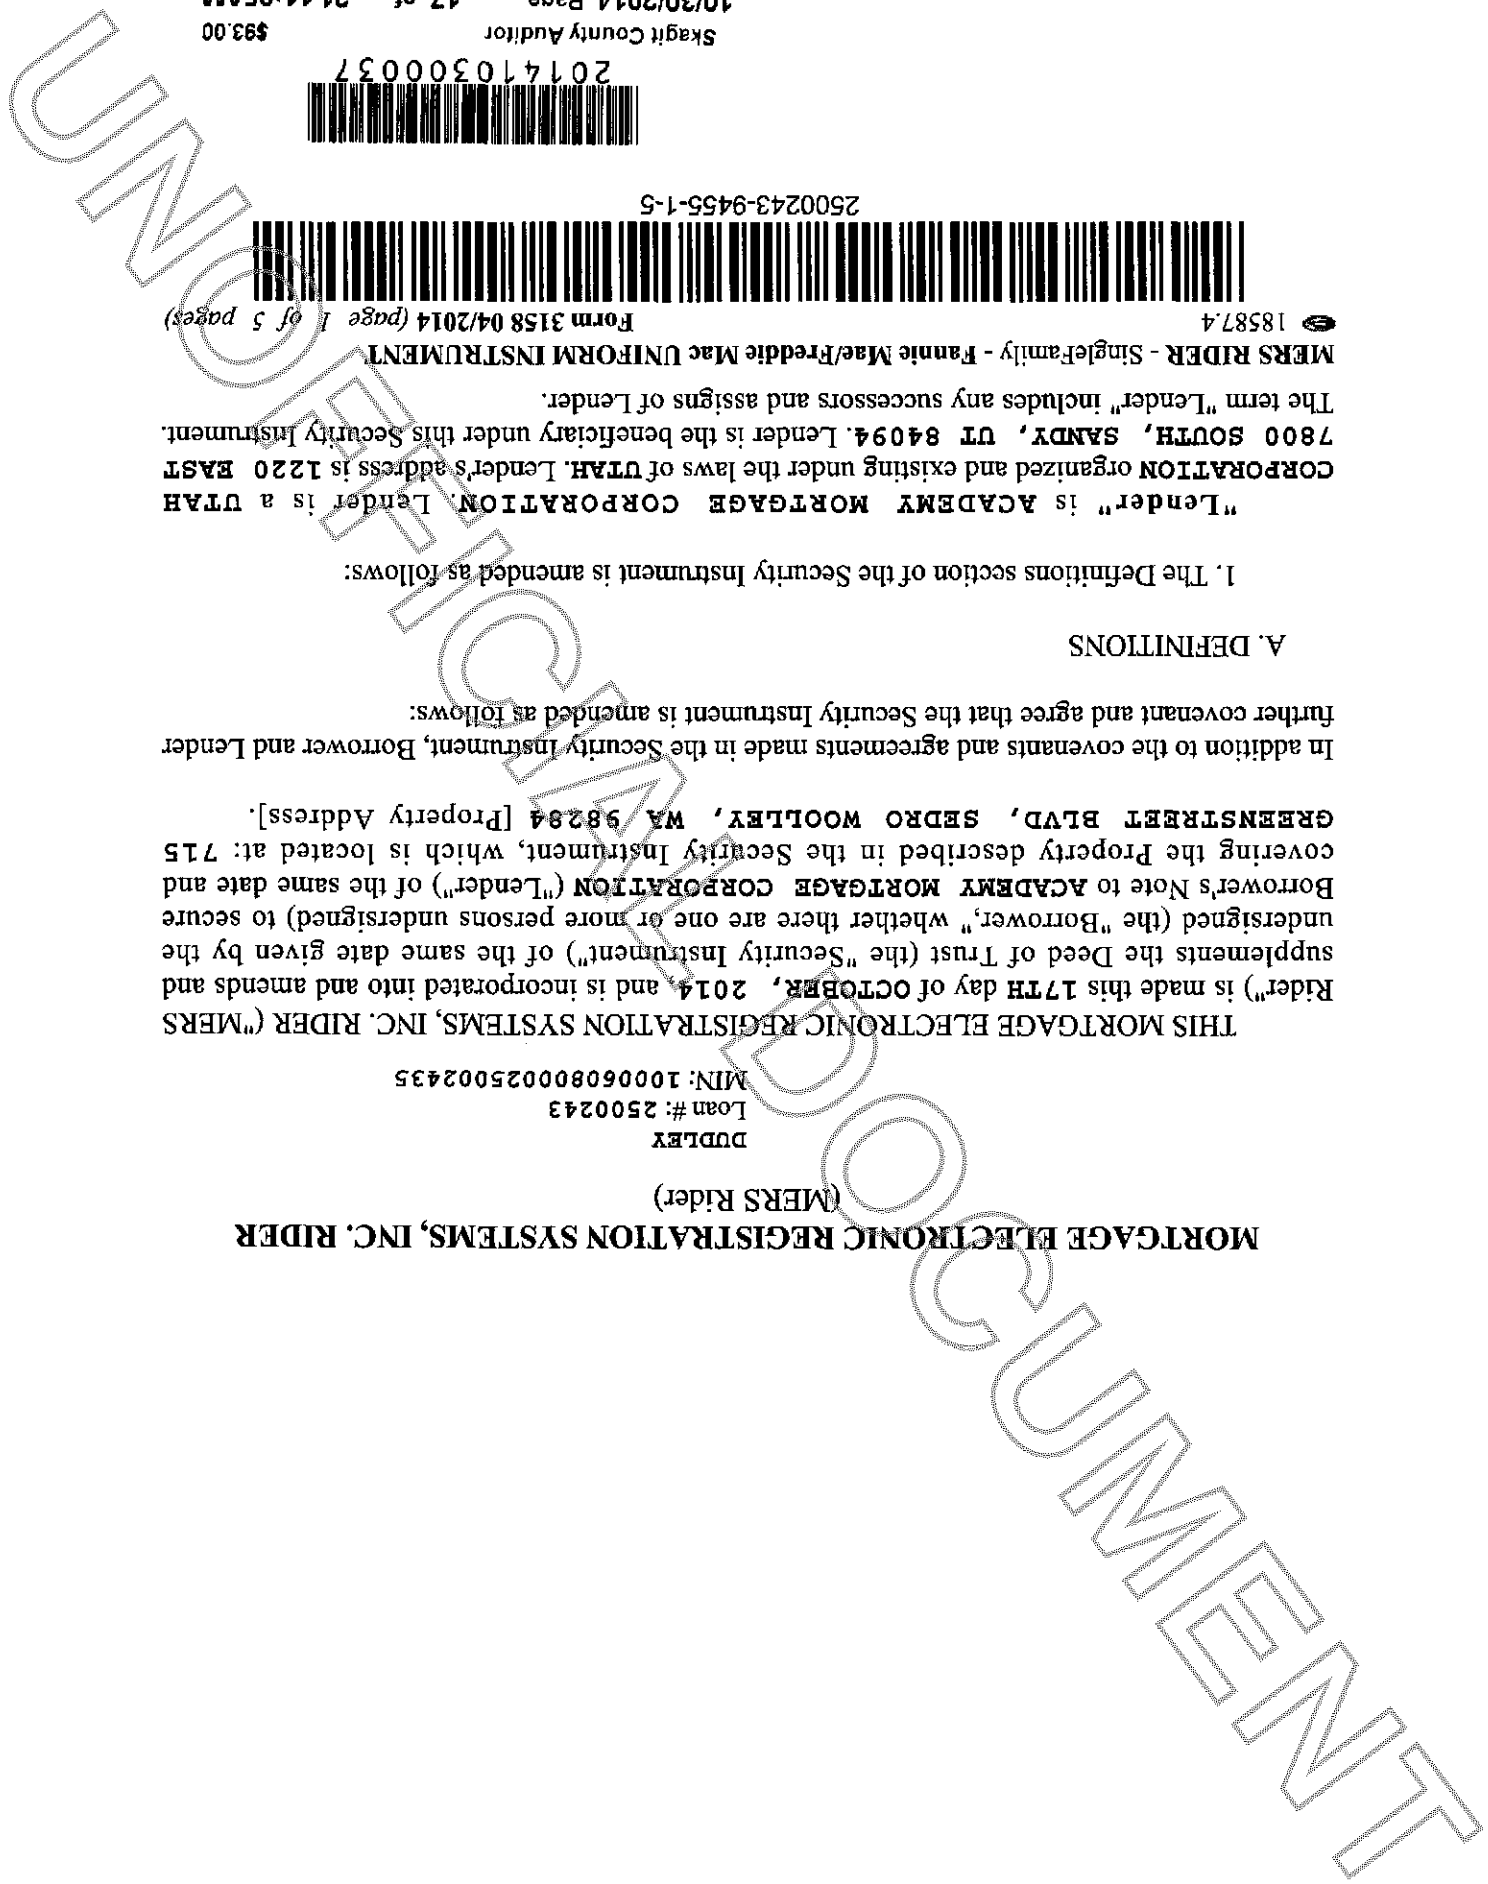 MORTGAGE ELECTRONIC REGISTRATION SYSTEMS, INC. RIDER
(MERS Rider)
DUDLEY
Loan #: 2500243
MIN: 100060800025002435
THIS MORTGAGE ELECTRONIC REGISTRATION SYSTEMS, INC. RIDER ("MERS
Rider") is made this 17TH day of OCTOBER, 2014, and is incorporated into and amends and
supplements the Deed of Trust (the "Security Instrument") of the same date given by the
undersigned (the "Borrower," whether there are one or more persons undersigned) to secure
Borrower's Note to ACADEMY MORTGAGE CORPORATION ("Lender") of the same date and
covering the Property described in the Security Instrument, which is located at: 715
GREENSTREET BLVD, SEDRO WOOLLEY, WA 98284 [Property Address].
In addition to the covenants and agreements made in the Security Instrument, Borrower and Lender
further covenant and agree that the Security Instrument is amended as follows:
A. DEFINITIONS
1. The Definitions section of the Security Instrument is amended as follows:
"Lender" is ACADEMY MORTGAGE CORPORATION. Lender is a UTAH
CORPORATION organized and existing under the laws of UTAH. Lender's address is 1220 EAST
7800 SOUTH, SANDY, UT 84094. Lender is the beneficiary under this Security Instrument.
The term "Lender" includes any successors and assigns of Lender.
MERS RIDER - SingleFamily - Fannie Mae/Freddie Mac UNIFORM INSTRUMENT
18587.4 Form 3158 04/2014 (page 1 of 5 pages)
2500243-9455-1-5
201410300037
Skagit County Auditor $93.00
10/30/2014 Page 17 of 21 11:05AM
UNOFFICIAL DOCUMENT